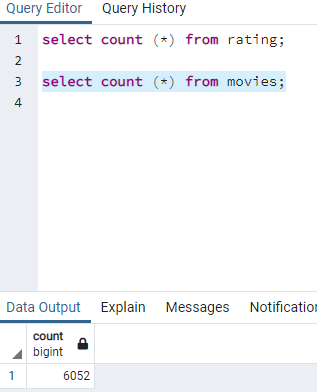 Query Editor Query History
1 select count (*) from rating;
2
3 select count (*) from movies;
4
Data Output Explain Messages Notification
count
bigint
1 6052